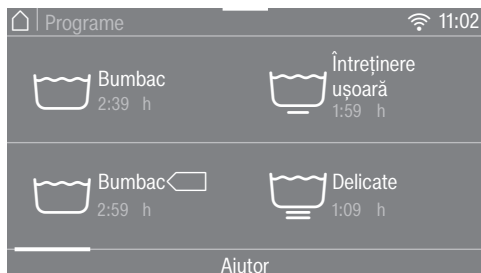 Programe 11:02
Bumbac
2:39 h
Întreținere
ușoară
1:59 h
Bumbac
2:59 h
Delicate
1:09 h
Ajutor